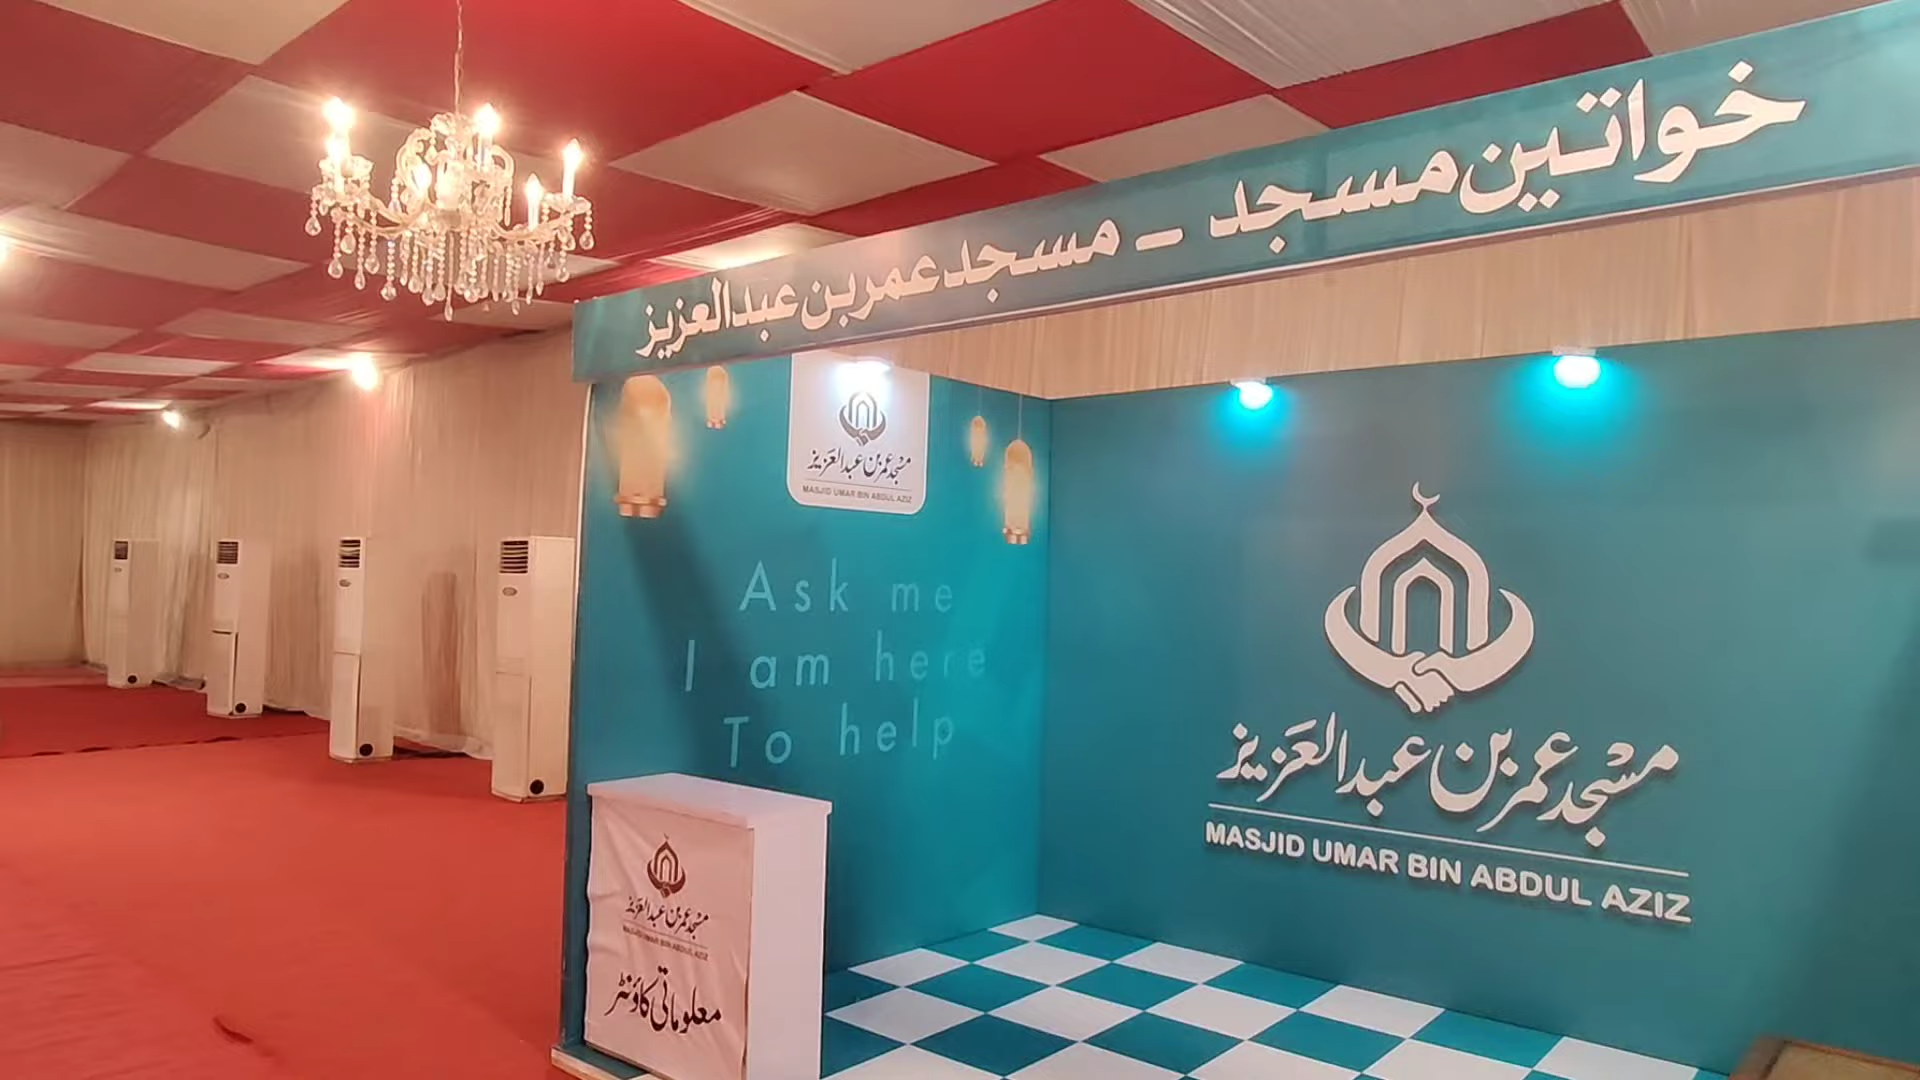 خواتین مسجد - مسجد عمر بن عبدالعزیز
مسجد عمر بن عبدالعزیز
MASJID UMAR BIN ABDUL AZIZ
Ask me
I am here
To help
مسجد عمر بن عبدالعزیز
MASJID UMAR BIN ABDUL AZIZ
مسجد عمر بن عبدالعزیز
MASJID UMAR BIN ABDUL AZIZ
معلوماتی کاؤنٹر